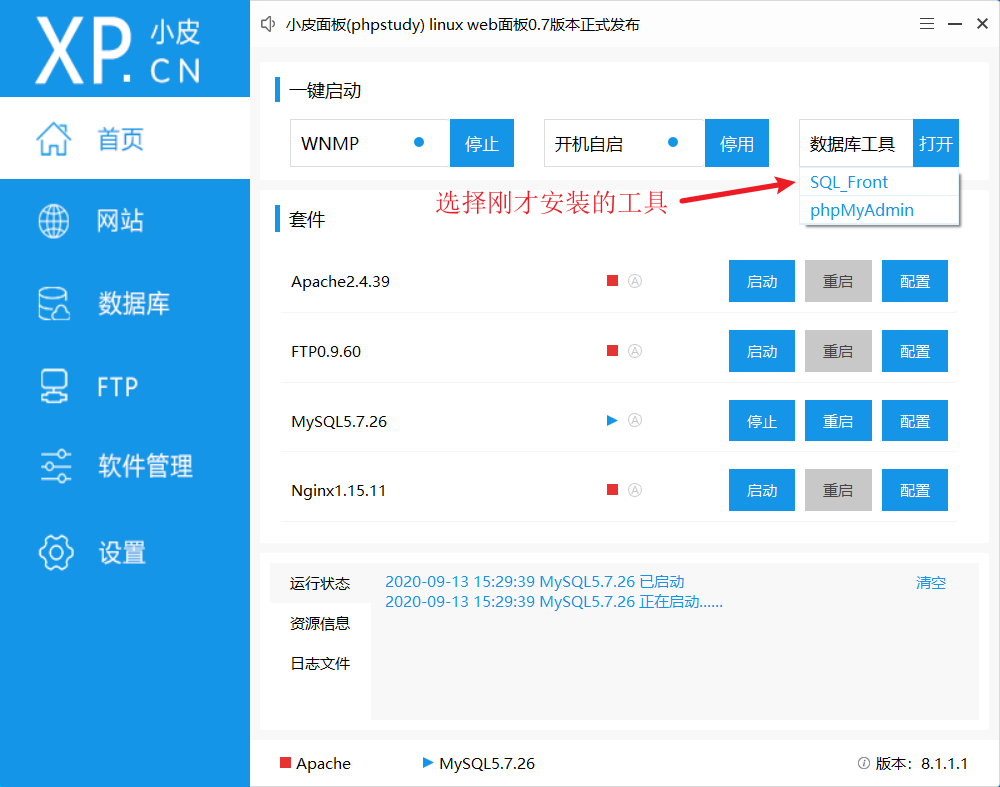 XP.CN 小皮
小皮面板(phpstudy) linux web面板0.7版本正式发布
首页
网站
数据库
FTP
软件管理
设置
一键启动
WNMP 停止 开机自启 停用 数据库工具 打开
SQL_Front
phpMyAdmin
选择刚才安装的工具
套件
Apache2.4.39 A 启动 重启 配置
FTP0.9.60 A 启动 重启 配置
MySQL5.7.26 A 停止 重启 配置
Nginx1.15.11 A 启动 重启 配置
运行状态
资源信息
日志文件
2020-09-13 15:29:39 MySQL5.7.26 已启动
2020-09-13 15:29:39 MySQL5.7.26 正在启动......
清空
Apache MySQL5.7.26 版本：8.1.1.1